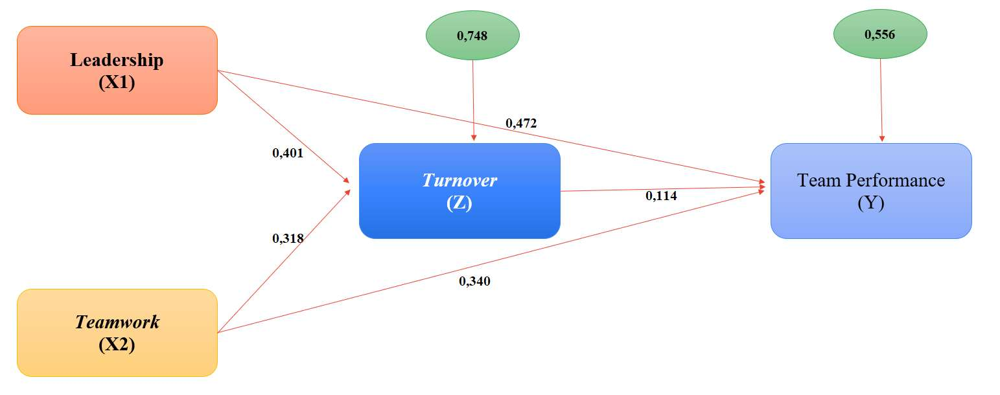 Leadership
(X1)
0,748
0,556
0,472
0,401
Turnover
(Z)
0,114
Team Performance
(Y)
0,318
0,340
Teamwork
(X2)